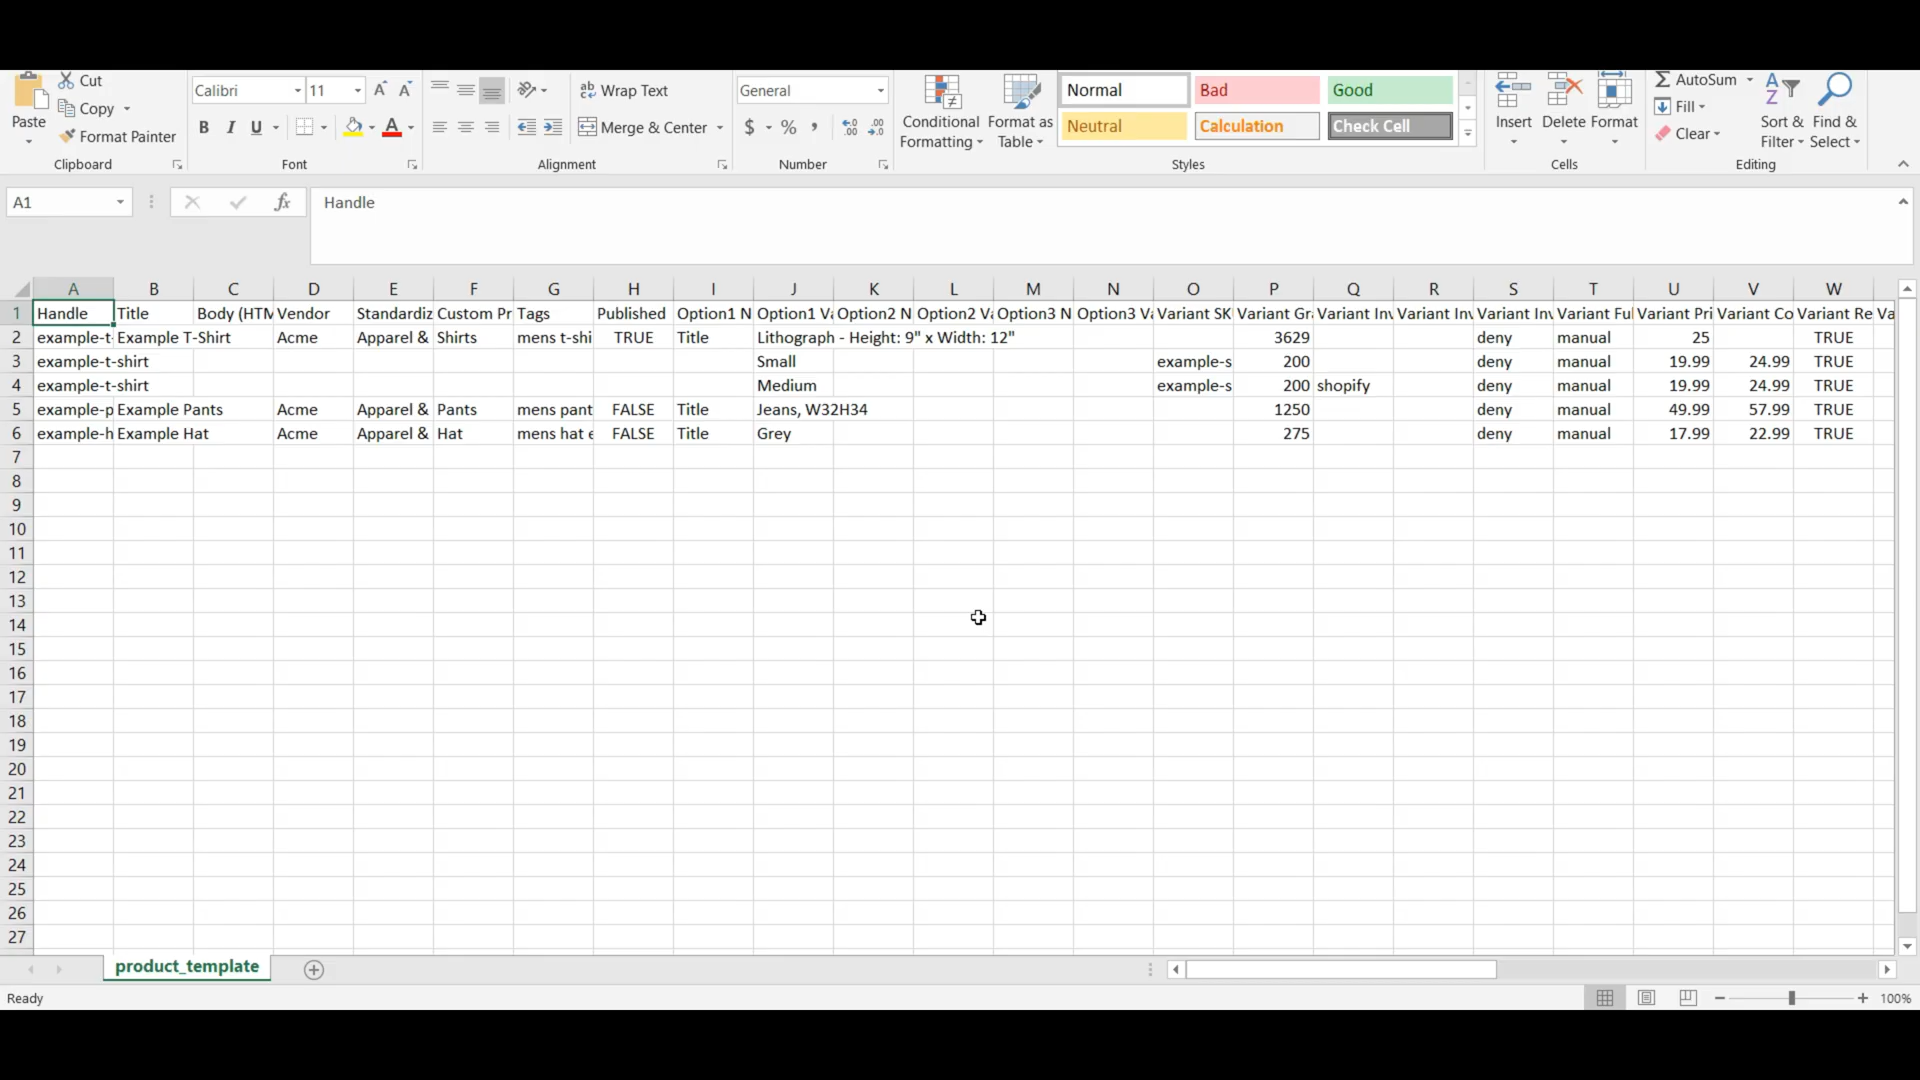 Cut
Copy
Format Painter
Paste
Clipboard
Calibri 11
B I U
Font
Wrap Text
Merge & Center
Alignment
General
$ % ,
Number
Conditional Formatting
Format as Table
Normal Bad Good
Neutral Calculation Check Cell
Styles
Insert Delete Format
Cells
AutoSum
Fill
Clear
Sort & Filter
Find & Select
Editing
A1 fx Handle
A B C D E F G H I J K L M N O P Q R S T U V W
1 Handle Title Body (HTM Vendor Standardiz Custom Pr Tags Published Option1 N Option1 Va Option2 N Option2 Va Option3 N Option3 Va Variant SK Variant Gra Variant Inv Variant Inv Variant Inv Variant Ful Variant Pri Variant Co Variant Re Va
2 example-t- Example T-Shirt Acme Apparel & Shirts mens t-shi TRUE Title Lithograph - Height: 9" x Width: 12" 3629 deny manual 25 TRUE
3 example-t-shirt Small example-s 200 deny manual 19.99 24.99 TRUE
4 example-t-shirt Medium example-s 200 shopify deny manual 19.99 24.99 TRUE
5 example-p Example Pants Acme Apparel & Pants mens pant FALSE Title Jeans, W32H34 1250 deny manual 49.99 57.99 TRUE
6 example-h Example Hat Acme Apparel & Hat mens hat e FALSE Title Grey 275 deny manual 17.99 22.99 TRUE
7
8
9
10
11
12
13
14
15
16
17
18
19
20
21
22
23
24
25
26
27
product_template
Ready 100%